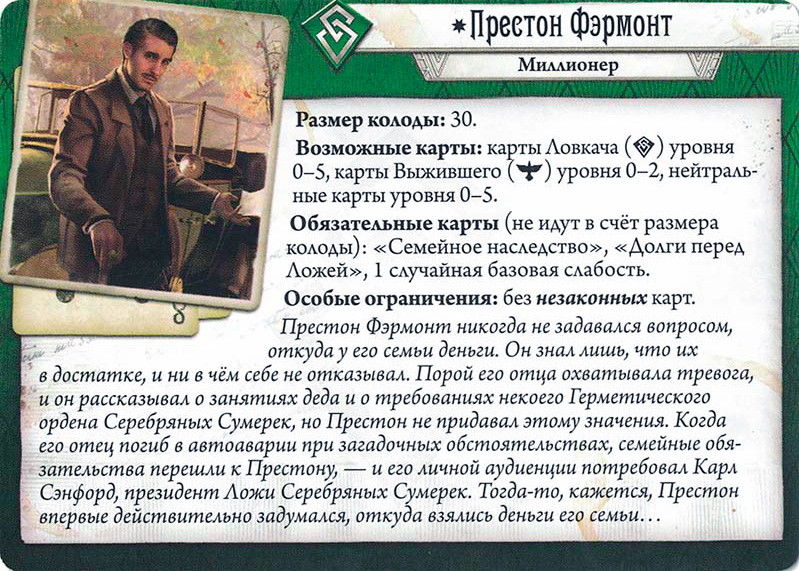 Престон Фэрмонт
Миллионер
Размер колоды: 30.
Возможные карты: карты Ловкача () уровня
0–5, карты Выжившего () уровня 0–2, нейтраль-
ные карты уровня 0–5.
Обязательные карты (не идут в счёт размера
колоды): «Семейное наследство», «Долги перед
Ложей», 1 случайная базовая слабость.
Особые ограничения: без незаконных карт.
Престон Фэрмонт никогда не задавался вопросом,
откуда у его семьи деньги. Он знал лишь, что их
в достатке, и ни в чём себе не отказывал. Порой его отца охватывала тревога,
и он рассказывал о занятиях деда и о требованиях некоего Герметического
ордена Серебряных Сумерек, но Престон не придавал этому значения. Когда
его отец погиб в автоаварии при загадочных обстоятельствах, семейные обя-
зательства перешли к Престону, — и его личной аудиенции потребовал Карл
Сэнфорд, президент Ложи Серебряных Сумерек. Тогда-то, кажется, Престон
впервые действительно задумался, откуда взялись деньги его семьи…